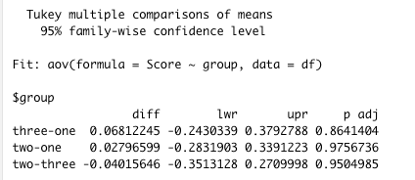 Tukey multiple comparisons of means
95% family-wise confidence level
Fit: aov(formula = Score ~ group, data = df)
$group
diff lwr upr p adj
three-one 0.06812245 -0.2430339 0.3792788 0.8641404
two-one 0.02796599 -0.2831903 0.3391223 0.9756736
two-three -0.04015646 -0.3513128 0.2709998 0.9504985